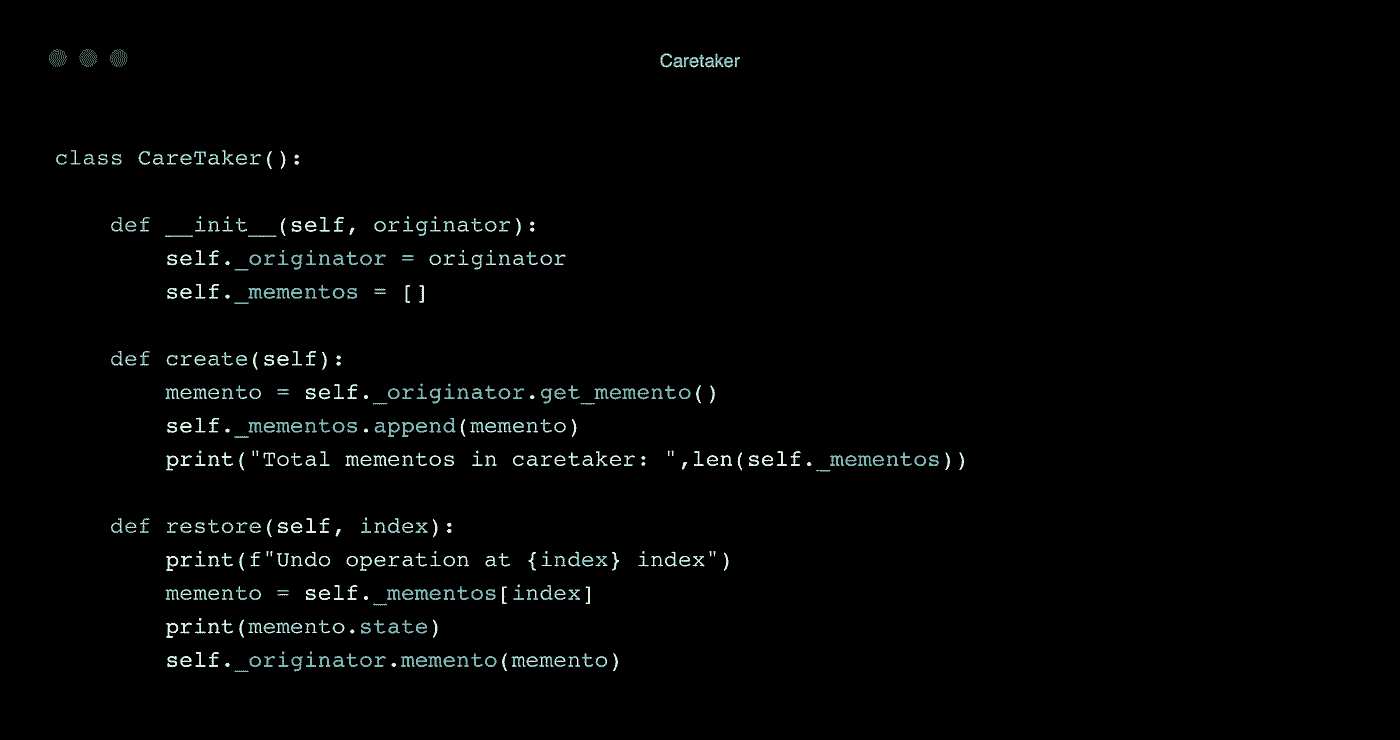 Caretaker
class CareTaker():
    def __init__(self, originator):
        self._originator = originator
        self._mementos = []
    def create(self):
        memento = self._originator.get_memento()
        self._mementos.append(memento)
        print("Total mementos in caretaker: ",len(self._mementos))
    def restore(self, index):
        print(f"Undo operation at {index} index")
        memento = self._mementos[index]
        print(memento.state)
        self._originator.memento(memento)